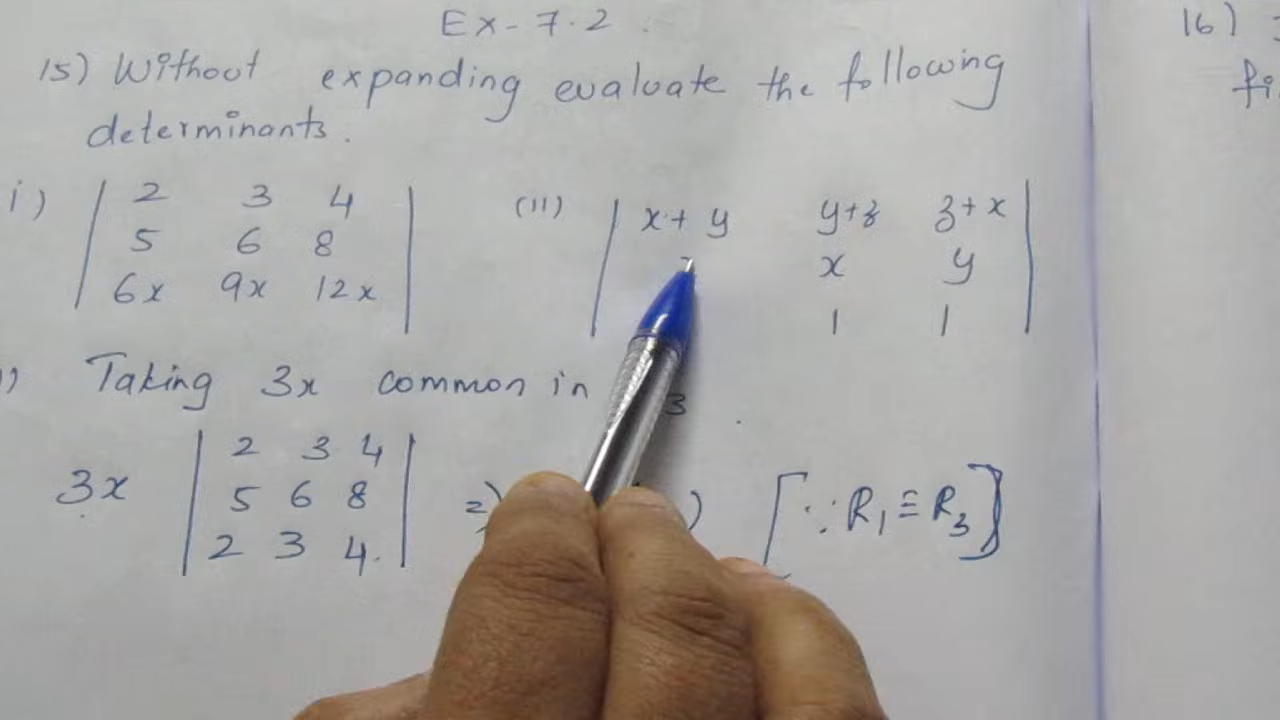 Ex-7.2
15) Without expanding evaluate the following
determinants.
i) | 2 3 4 |
| 5 6 8 |
| 6x 9x 12x |
(ii) | x+y y+z z+x |
| x y |
| 1 1 |
Taking 3x common in 3
3x | 2 3 4 |
| 5 6 8 |
| 2 3 4. |
[∵ R₁ ≡ R₃]
16)